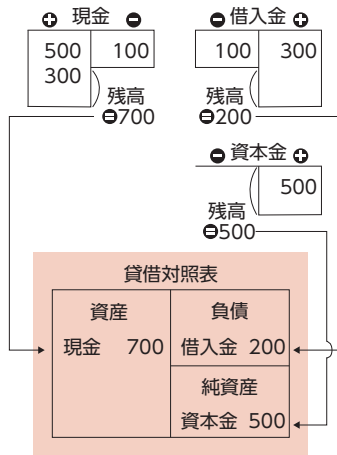 ⊕ 現金 ⊖
500 100
300
残高
⊜700
⊖ 借入金 ⊕
100 300
残高
⊜200
⊖ 資本金 ⊕
500
残高
⊜500
貸借対照表
資産 負債
現金 700 借入金 200
純資産
資本金 500